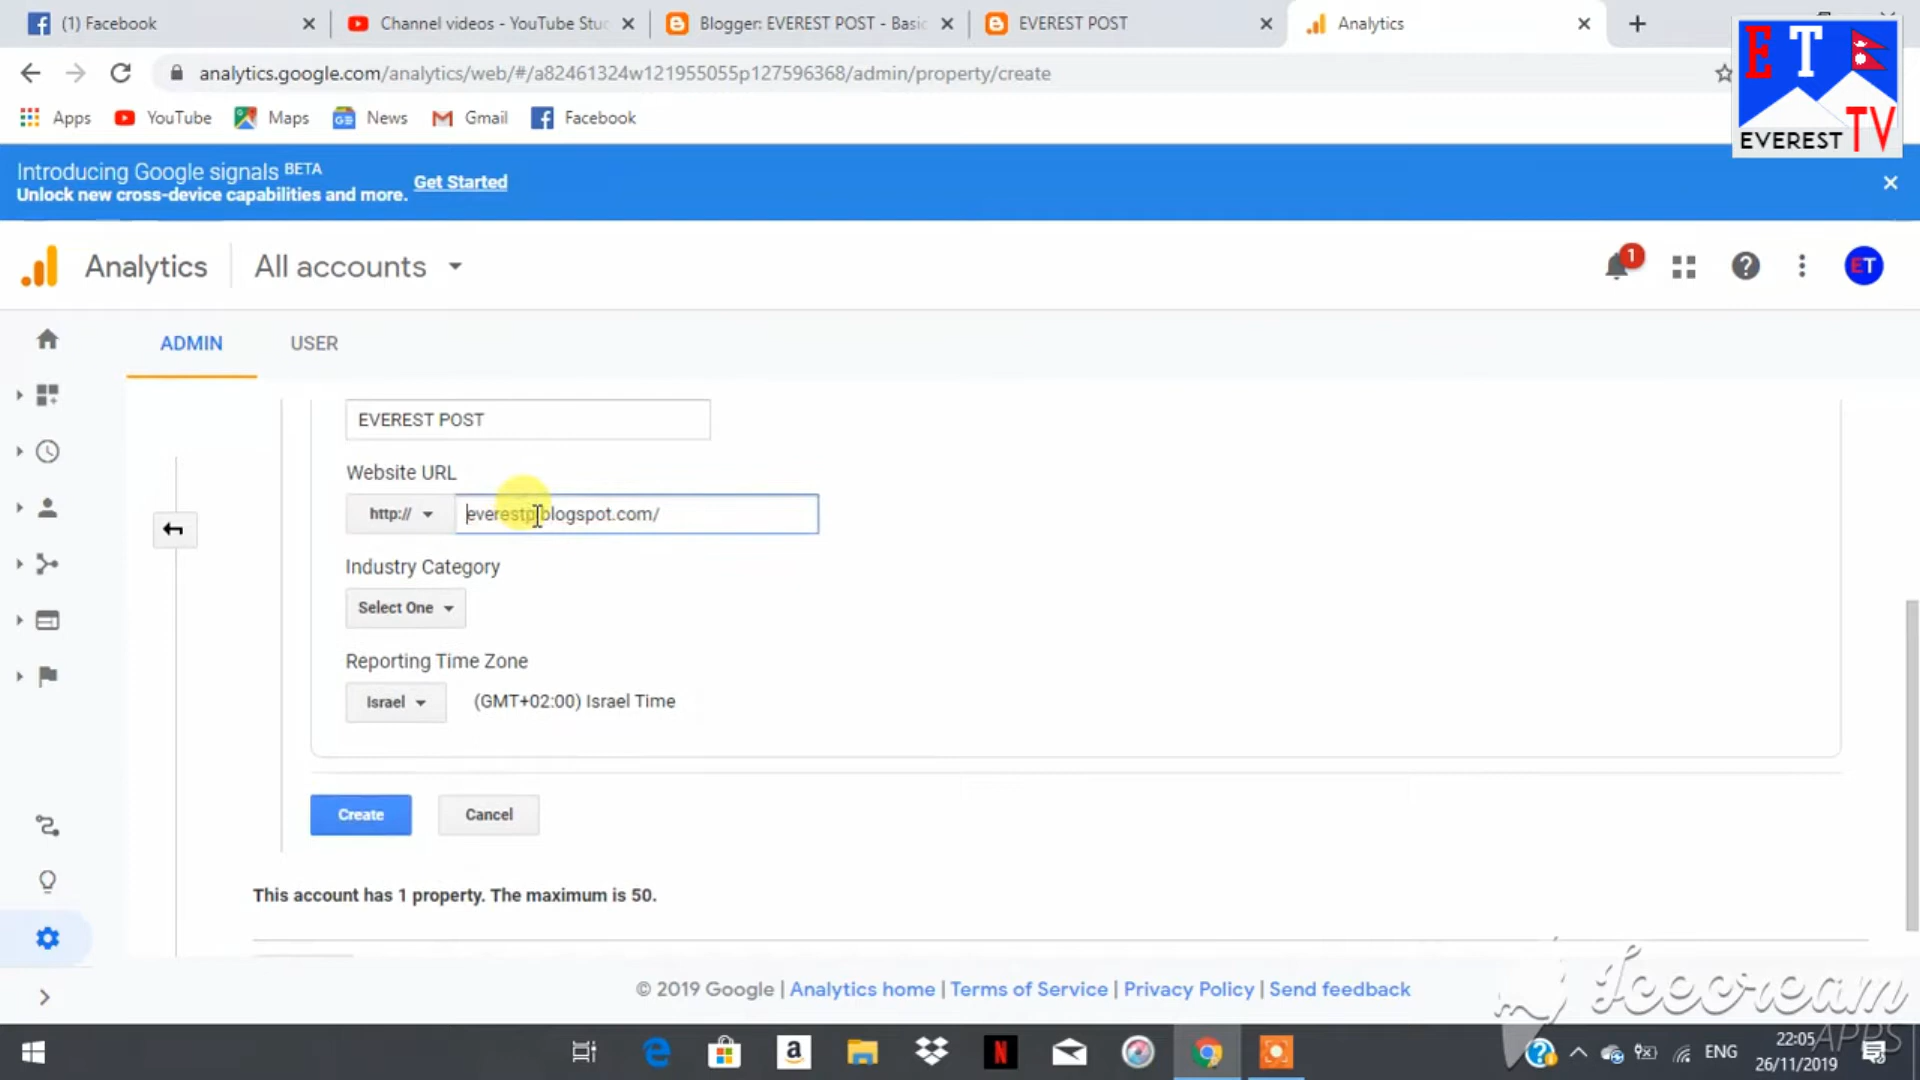 (1) Facebook
Channel videos - YouTube Stu
Blogger: EVEREST POST - Basic
EVEREST POST
Analytics
analytics.google.com/analytics/web/#/a82461324w121955055p127596368/admin/property/create
Apps
YouTube
Maps
News
Gmail
Facebook
E T
EVEREST TV
Introducing Google signals BETA
Unlock new cross-device capabilities and more.
Get Started
Analytics
All accounts
1
ET
ADMIN
USER
EVEREST POST
Website URL
http://
everestp.blogspot.com/
Industry Category
Select One
Reporting Time Zone
Israel
(GMT+02:00) Israel Time
Create
Cancel
This account has 1 property. The maximum is 50.
© 2019 Google | Analytics home | Terms of Service | Privacy Policy | Send feedback
Icecream
APPS
ENG
22:05
26/11/2019